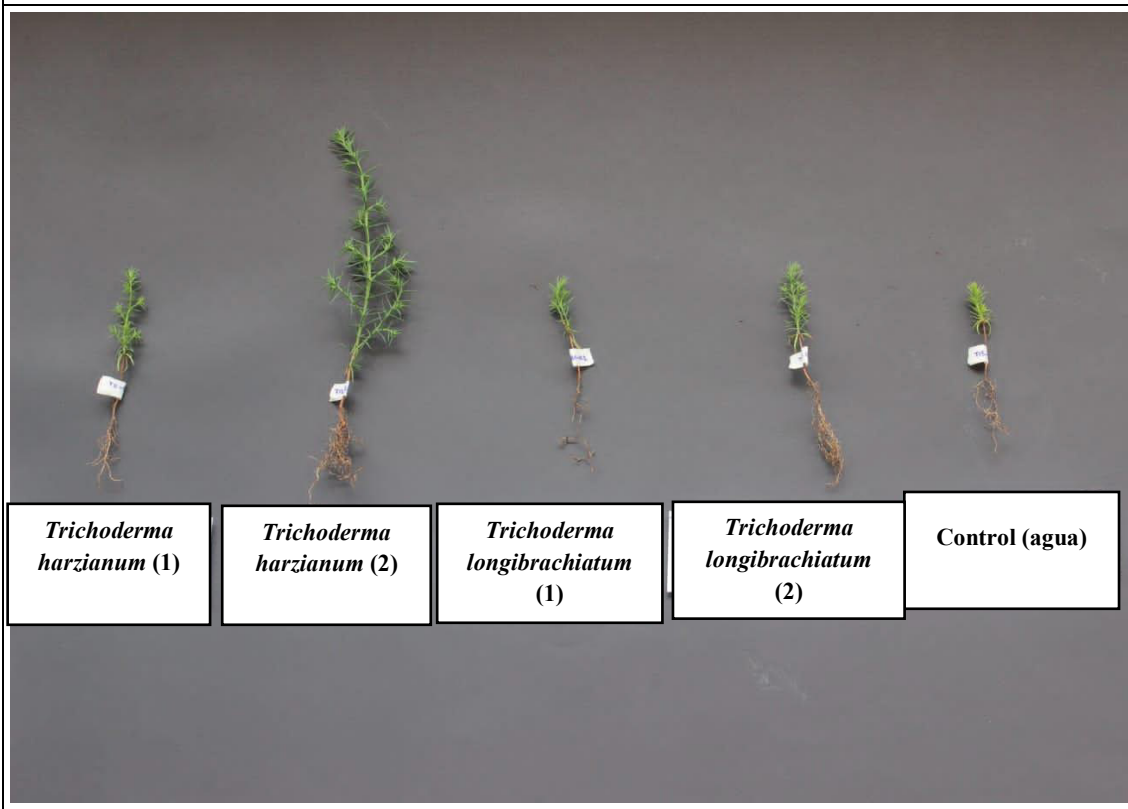 Trichoderma
harzianum (1)
Trichoderma
harzianum (2)
Trichoderma
longibrachiatum
(1)
Trichoderma
longibrachiatum
(2)
Control (agua)